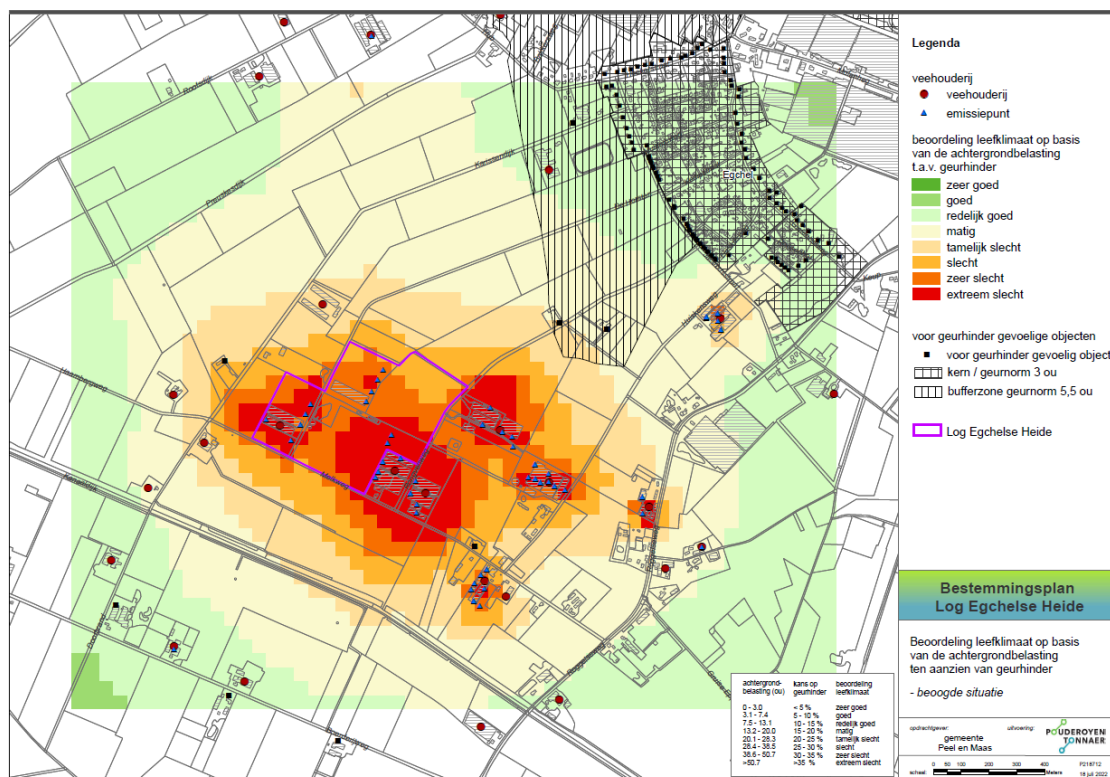 Roofsdijk
Karissendijk
Egchel
Kanaaldijk
Legenda
veehouderij
veehouderij
emissiepunt
beoordeling leefklimaat op basis
van de achtergrondbelasting
t.a.v. geurhinder
zeer goed
goed
redelijk goed
matig
tamelijk slecht
slecht
zeer slecht
extreem slecht
voor geurhinder gevoelige objecten
voor geurhinder gevoelig object
kern / geurnorm 3 ou
bufferzone geurnorm 5,5 ou
Log Egchelse Heide
Bestemmingsplan
Log Egchelse Heide
Beoordeling leefklimaat op basis
van de achtergrondbelasting
ten aanzien van geurhinder
- beoogde situatie
opdrachtgever: uitvoering:
gemeente
Peel en Maas
POUDEROYEN
TONNAER
P218712
schaal: 0 50 100 200 300 400 Meters 18 juli 2022
achtergrond- kans op beoordeling
belasting (ou) geurhinder leefklimaat
0 - 3.0 < 5 % zeer goed
3.1 - 7.4 5 - 10 % goed
7.5 - 13.1 10 - 15 % redelijk goed
13.2 - 20.0 15 - 20 % matig
20.1 - 28.3 20 - 25 % tamelijk slecht
28.4 - 38.5 25 - 30 % slecht
38.6 - 50.7 30 - 35 % zeer slecht
>50.7 >35 % extreem slecht